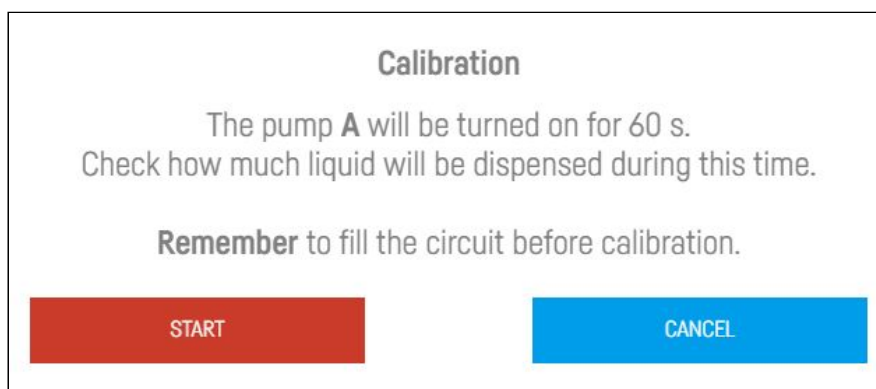 Calibration
The pump A will be turned on for 60 s.
Check how much liquid will be dispensed during this time.
Remember to fill the circuit before calibration.
START
CANCEL